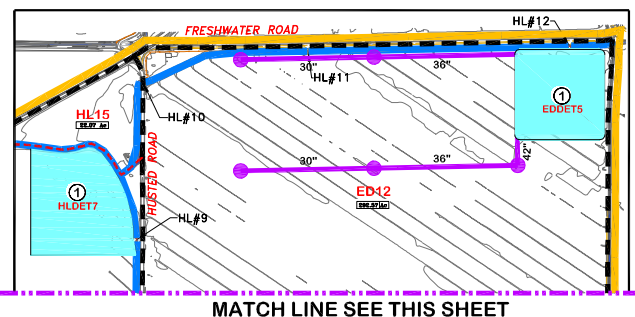 FRESHWATER ROAD
HL#12
30"
36"
HL#11
1
EDDET5
HL15
HL#10
42"
30"
36"
HUSTED ROAD
1
HLDET7
ED12
HL#9
MATCH LINE SEE THIS SHEET